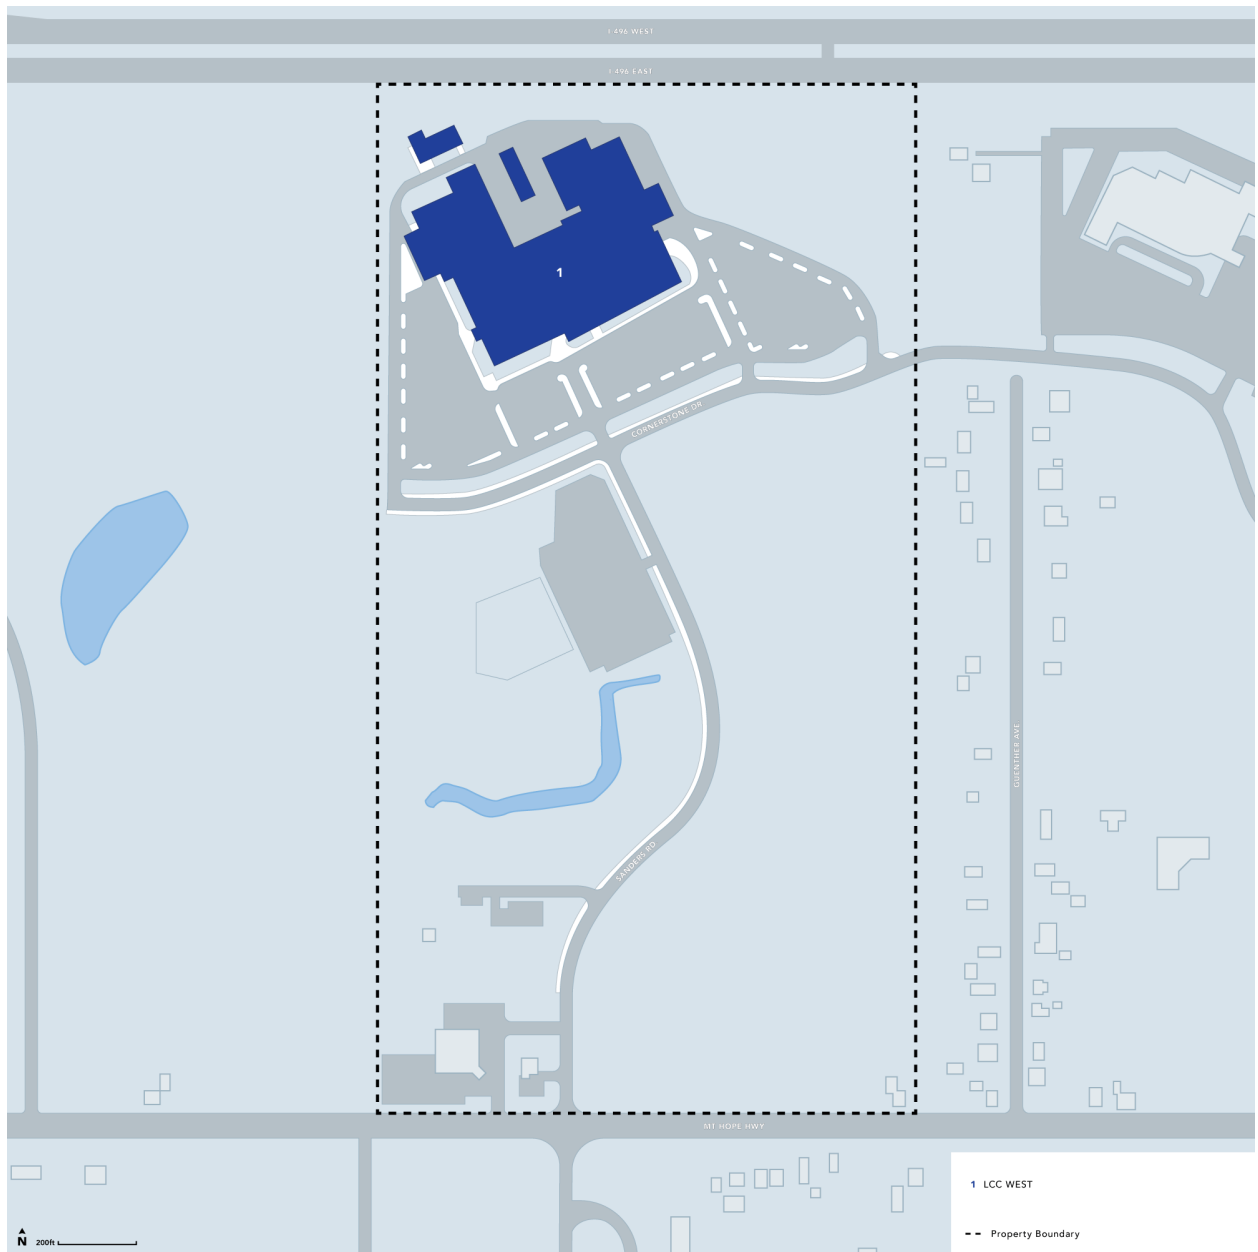 I 496 WEST
I 496 EAST
1
CORNERSTONE DR
GUENTHER AVE
SANDERS RD
MT HOPE HWY
1 LCC WEST
Property Boundary
N 200ft